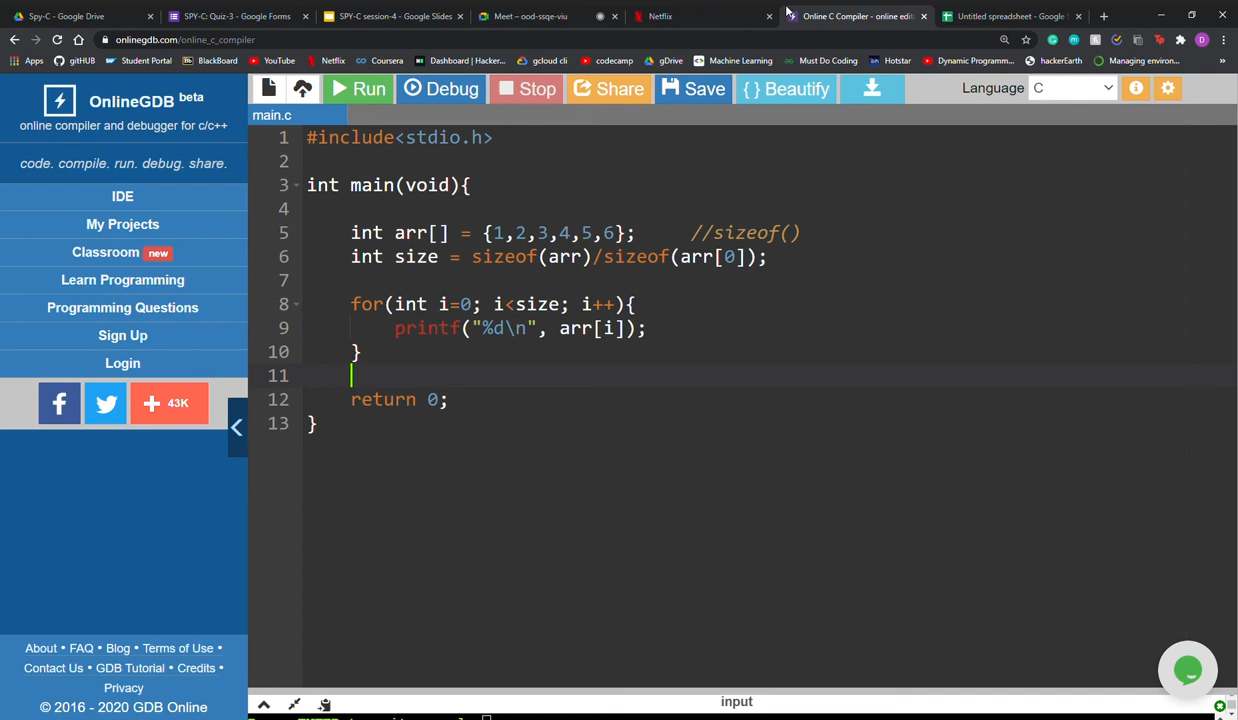 Spy-C - Google Drive
SPY-C: Quiz-3 - Google Forms
SPY-C session-4 - Google Slides
Meet – ood-ssqe-viu
Netflix
Online C Compiler - online edit
Untitled spreadsheet - Google
onlinegdb.com/online_c_compiler
Apps
gitHUB
Student Portal
BlackBoard
YouTube
Netflix
Coursera
Dashboard | Hacker...
gcloud cli
codecamp
gDrive
Machine Learning
Must Do Coding
Hotstar
Dynamic Programm...
hackerEarth
Managing environ...
»
OnlineGDB beta
online compiler and debugger for c/c++
code. compile. run. debug. share.
IDE
My Projects
Classroom new
Learn Programming
Programming Questions
Sign Up
Login
43K
About • FAQ • Blog • Terms of Use •
Contact Us • GDB Tutorial • Credits •
Privacy
© 2016 - 2020 GDB Online
Run
Debug
Stop
Share
Save
{ } Beautify
Language C
main.c
1 #include<stdio.h>
2
3 int main(void){
4
5 int arr[] = {1,2,3,4,5,6}; //sizeof()
6 int size = sizeof(arr)/sizeof(arr[0]);
7
8 for(int i=0; i<size; i++){
9 printf("%d\n", arr[i]);
10 }
11
12 return 0;
13 }
input